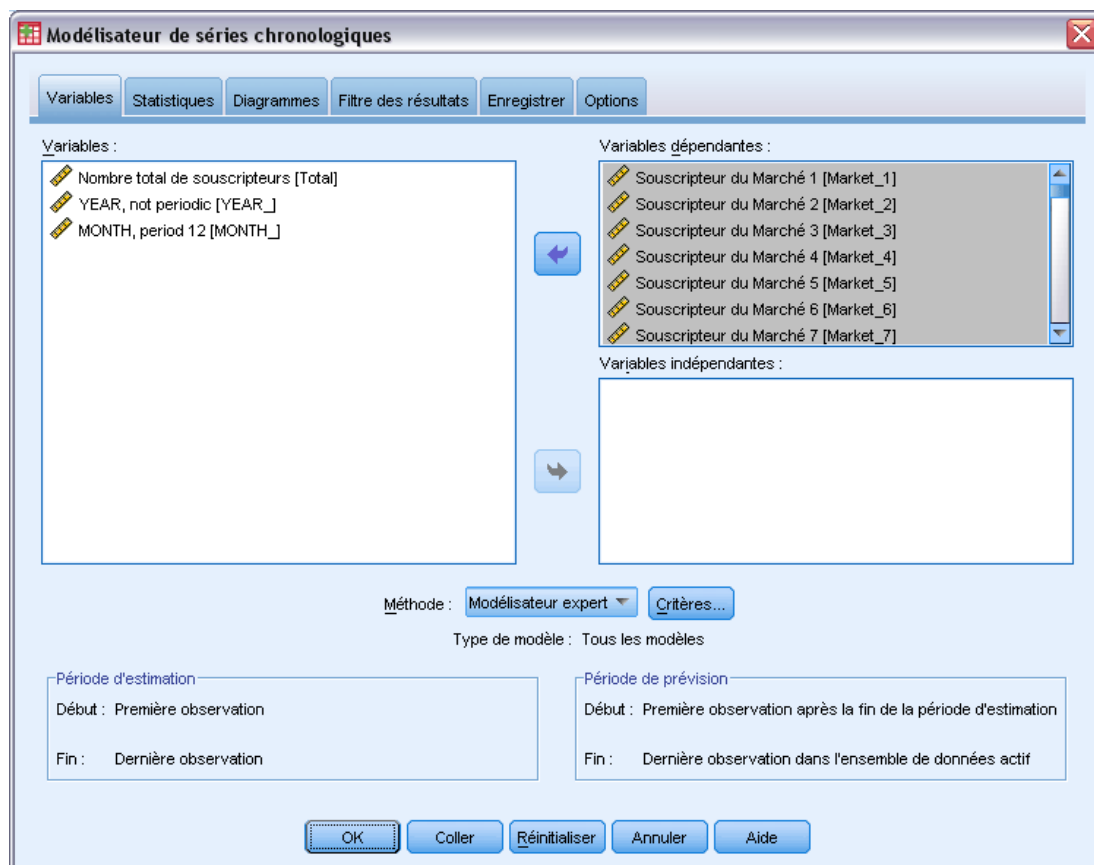 Modélisateur de séries chronologiques
Variables Statistiques Diagrammes Filtre des résultats Enregistrer Options
Variables :
Nombre total de souscripteurs [Total]
YEAR, not periodic [YEAR_]
MONTH, period 12 [MONTH_]
Variables dépendantes :
Souscripteur du Marché 1 [Market_1]
Souscripteur du Marché 2 [Market_2]
Souscripteur du Marché 3 [Market_3]
Souscripteur du Marché 4 [Market_4]
Souscripteur du Marché 5 [Market_5]
Souscripteur du Marché 6 [Market_6]
Souscripteur du Marché 7 [Market_7]
Variables indépendantes :
Méthode : Modélisateur expert Critères...
Type de modèle : Tous les modèles
Période d'estimation
Début : Première observation
Fin : Dernière observation
Période de prévision
Début : Première observation après la fin de la période d'estimation
Fin : Dernière observation dans l'ensemble de données actif
OK Coller Réinitialiser Annuler Aide